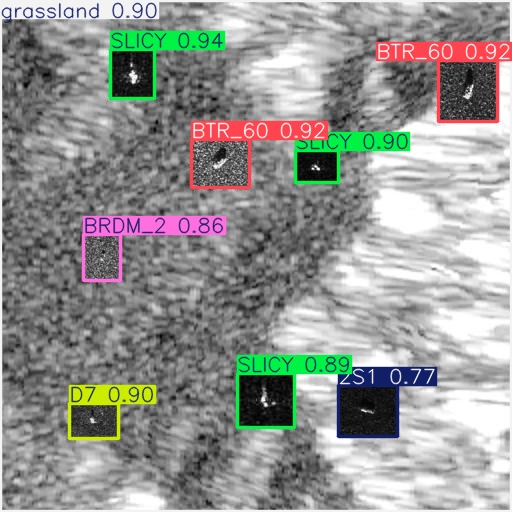 grassland 0.90
SLICY 0.94
BTR_60 0.92
BTR_60 0.92
SLICY 0.90
BRDM_2 0.86
SLICY 0.89
2S1 0.77
D7 0.90